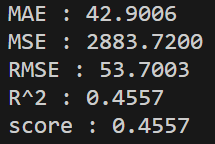 MAE : 42.9006
MSE : 2883.7200
RMSE : 53.7003
R^2 : 0.4557
score : 0.4557